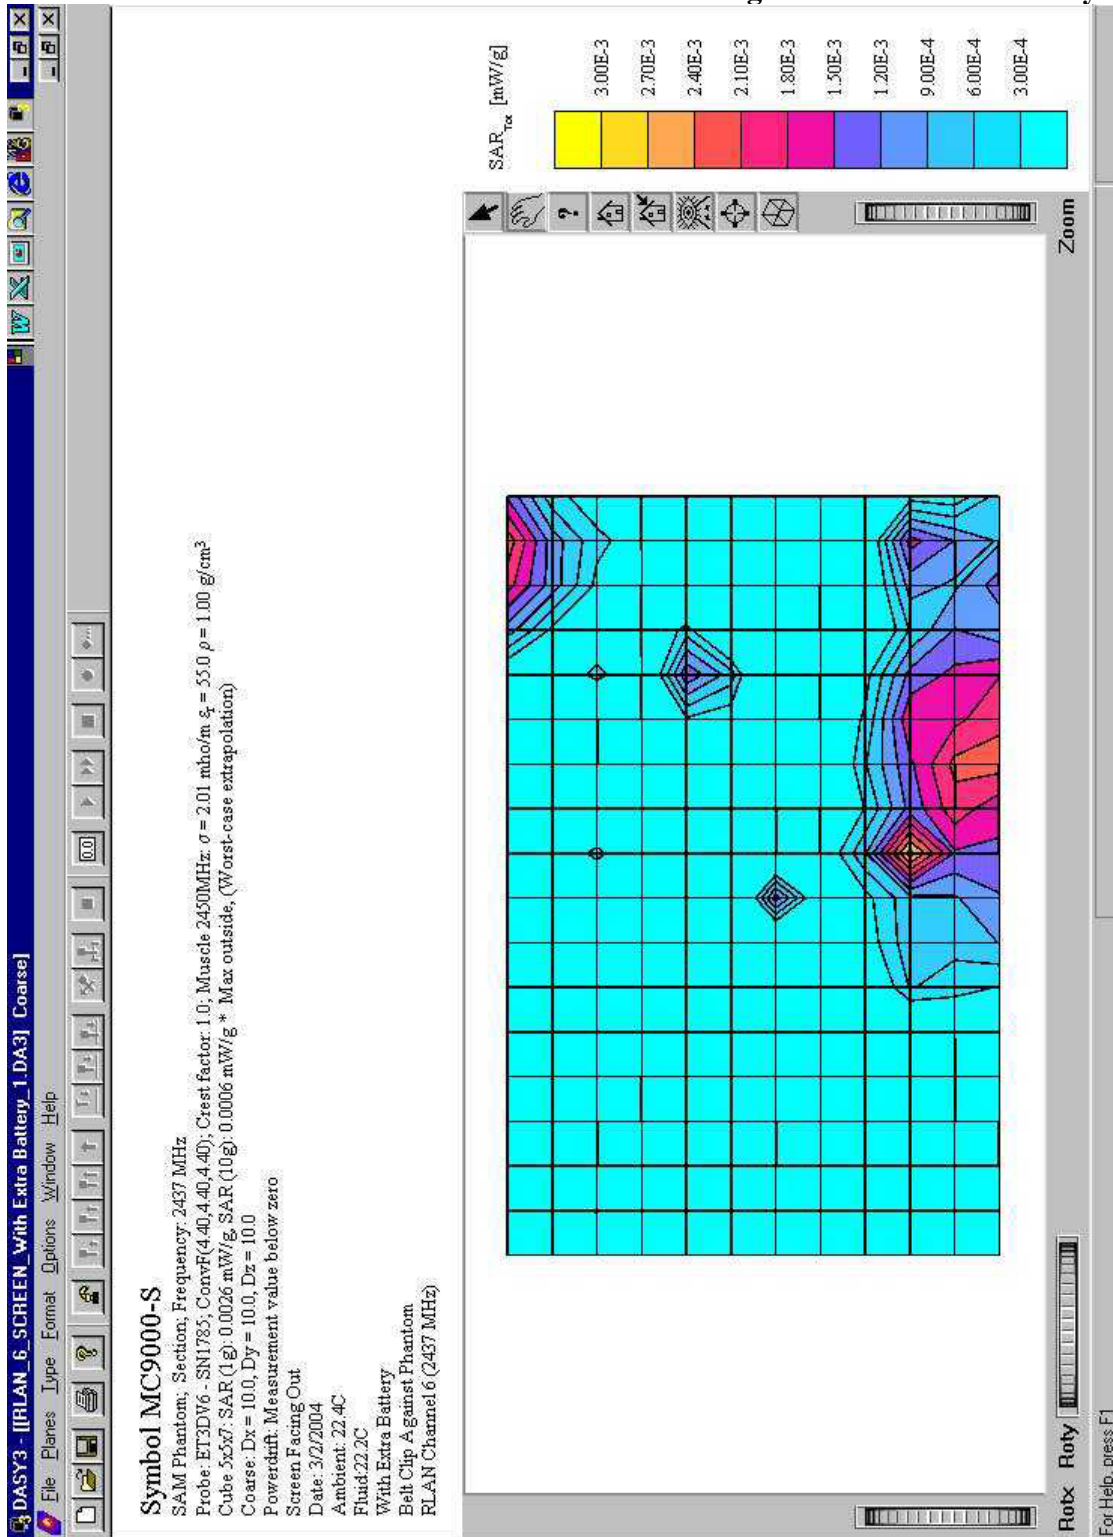 DASY3 - [[RLAN_6_SCREEN_With Extra Battery_1.DA3] Coarse]
File Planes Type Format Options Window Help
0.0
Symbol MC9000-S
SAM Phantom; Section; Frequency: 2437 MHz
Probe: ET3DV6 - SN1785; ConvF(4.40,4.40,4.40); Crest factor: 1.0; Muscle 2450MHz: σ = 2.01 mho/m εr = 55.0 ρ = 1.00 g/cm³
Cube 5x5x7: SAR (1g): 0.0026 mW/g, SAR (10g): 0.0006 mW/g * Max outside, (Worst-case extrapolation)
Coarse: Dx = 10.0, Dy = 10.0, Dz = 10.0
Powerdrift: Measurement value below zero
Screen Facing Out
Date: 3/2/2004
Ambient: 22.4C
Fluid:22.2C
With Extra Battery
Belt Clip Against Phantom
RLAN Channel 6 (2437 MHz)
SAR Tot [mW/g]
3.00E-3
2.70E-3
2.40E-3
2.10E-3
1.80E-3
1.50E-3
1.20E-3
9.00E-4
6.00E-4
3.00E-4
Rotx Roty Zoom
For Help, press F1